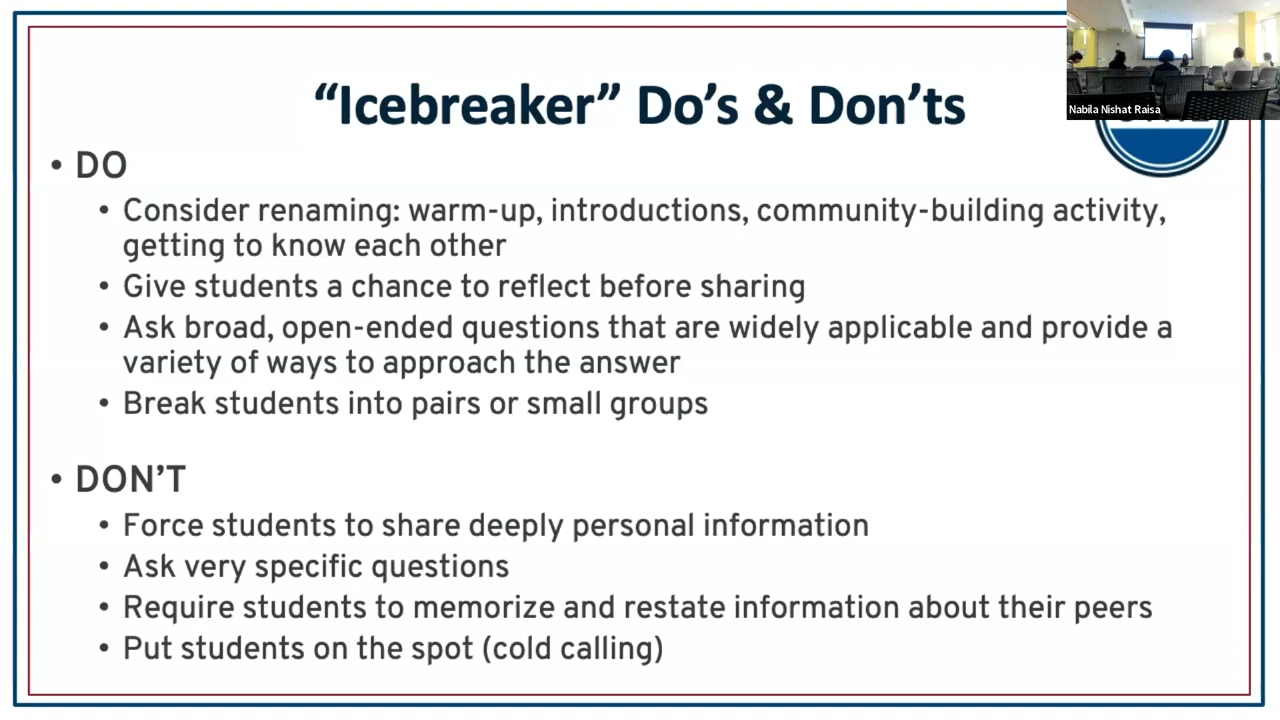 “Icebreaker” Do’s & Don’ts
Nabila Nishat Raisa
• DO
• Consider renaming: warm-up, introductions, community-building activity,
getting to know each other
• Give students a chance to reflect before sharing
• Ask broad, open-ended questions that are widely applicable and provide a
variety of ways to approach the answer
• Break students into pairs or small groups
• DON’T
• Force students to share deeply personal information
• Ask very specific questions
• Require students to memorize and restate information about their peers
• Put students on the spot (cold calling)